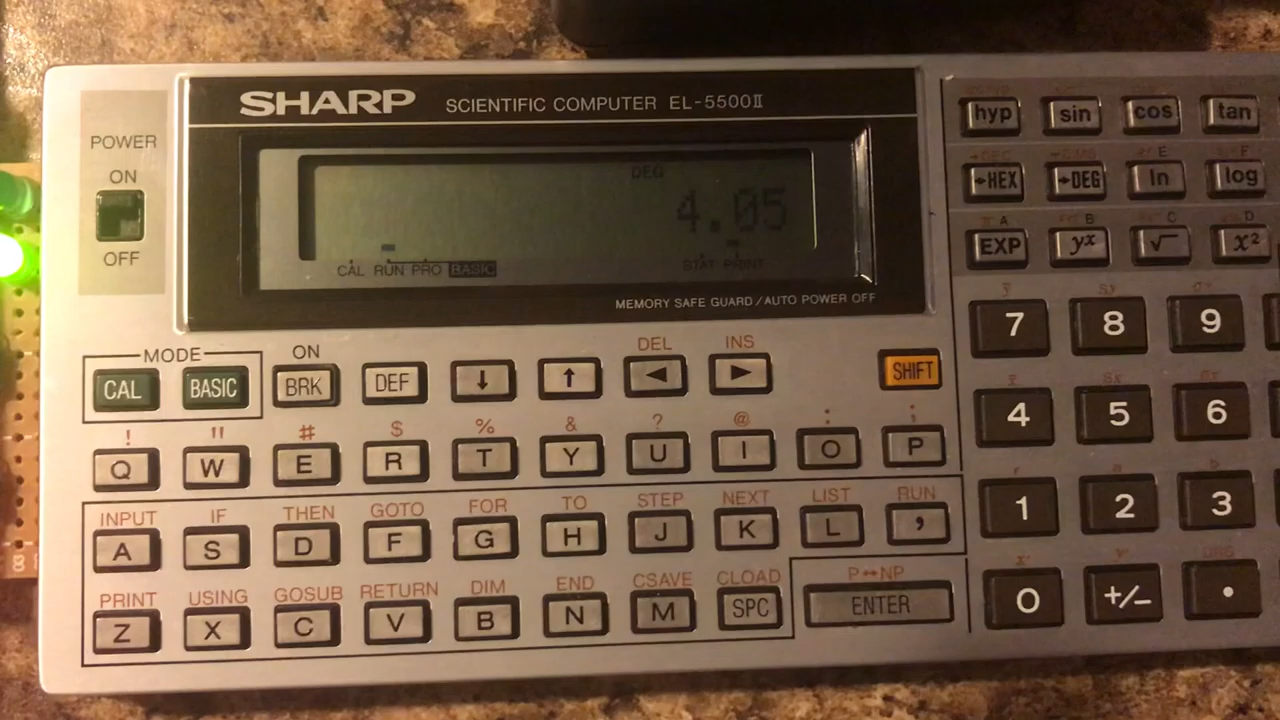 SHARP SCIENTIFIC COMPUTER EL-5500II
POWER
ON
OFF
DEG
4.05
CAL RUN PRO BASIC STAT PRINT
MEMORY SAFE GUARD / AUTO POWER OFF
MODE ON DEL INS
CAL BASIC BRK DEF ↓ ↑ ◄ ► SHIFT
! " # $ % & ? @ : ;
Q W E R T Y U I O P
INPUT IF THEN GOTO FOR TO STEP NEXT LIST RUN
A S D F G H J K L ,
PRINT USING GOSUB RETURN DIM END CSAVE CLOAD P↔NP
Z X C V B N M SPC ENTER
hyp sin cos tan
→DEC E F
←HEX →DEG ln log
A B C D
EXP yˣ √ x²
7 8 9
4 5 6
r
1 2 3
DRG
0 +/− •